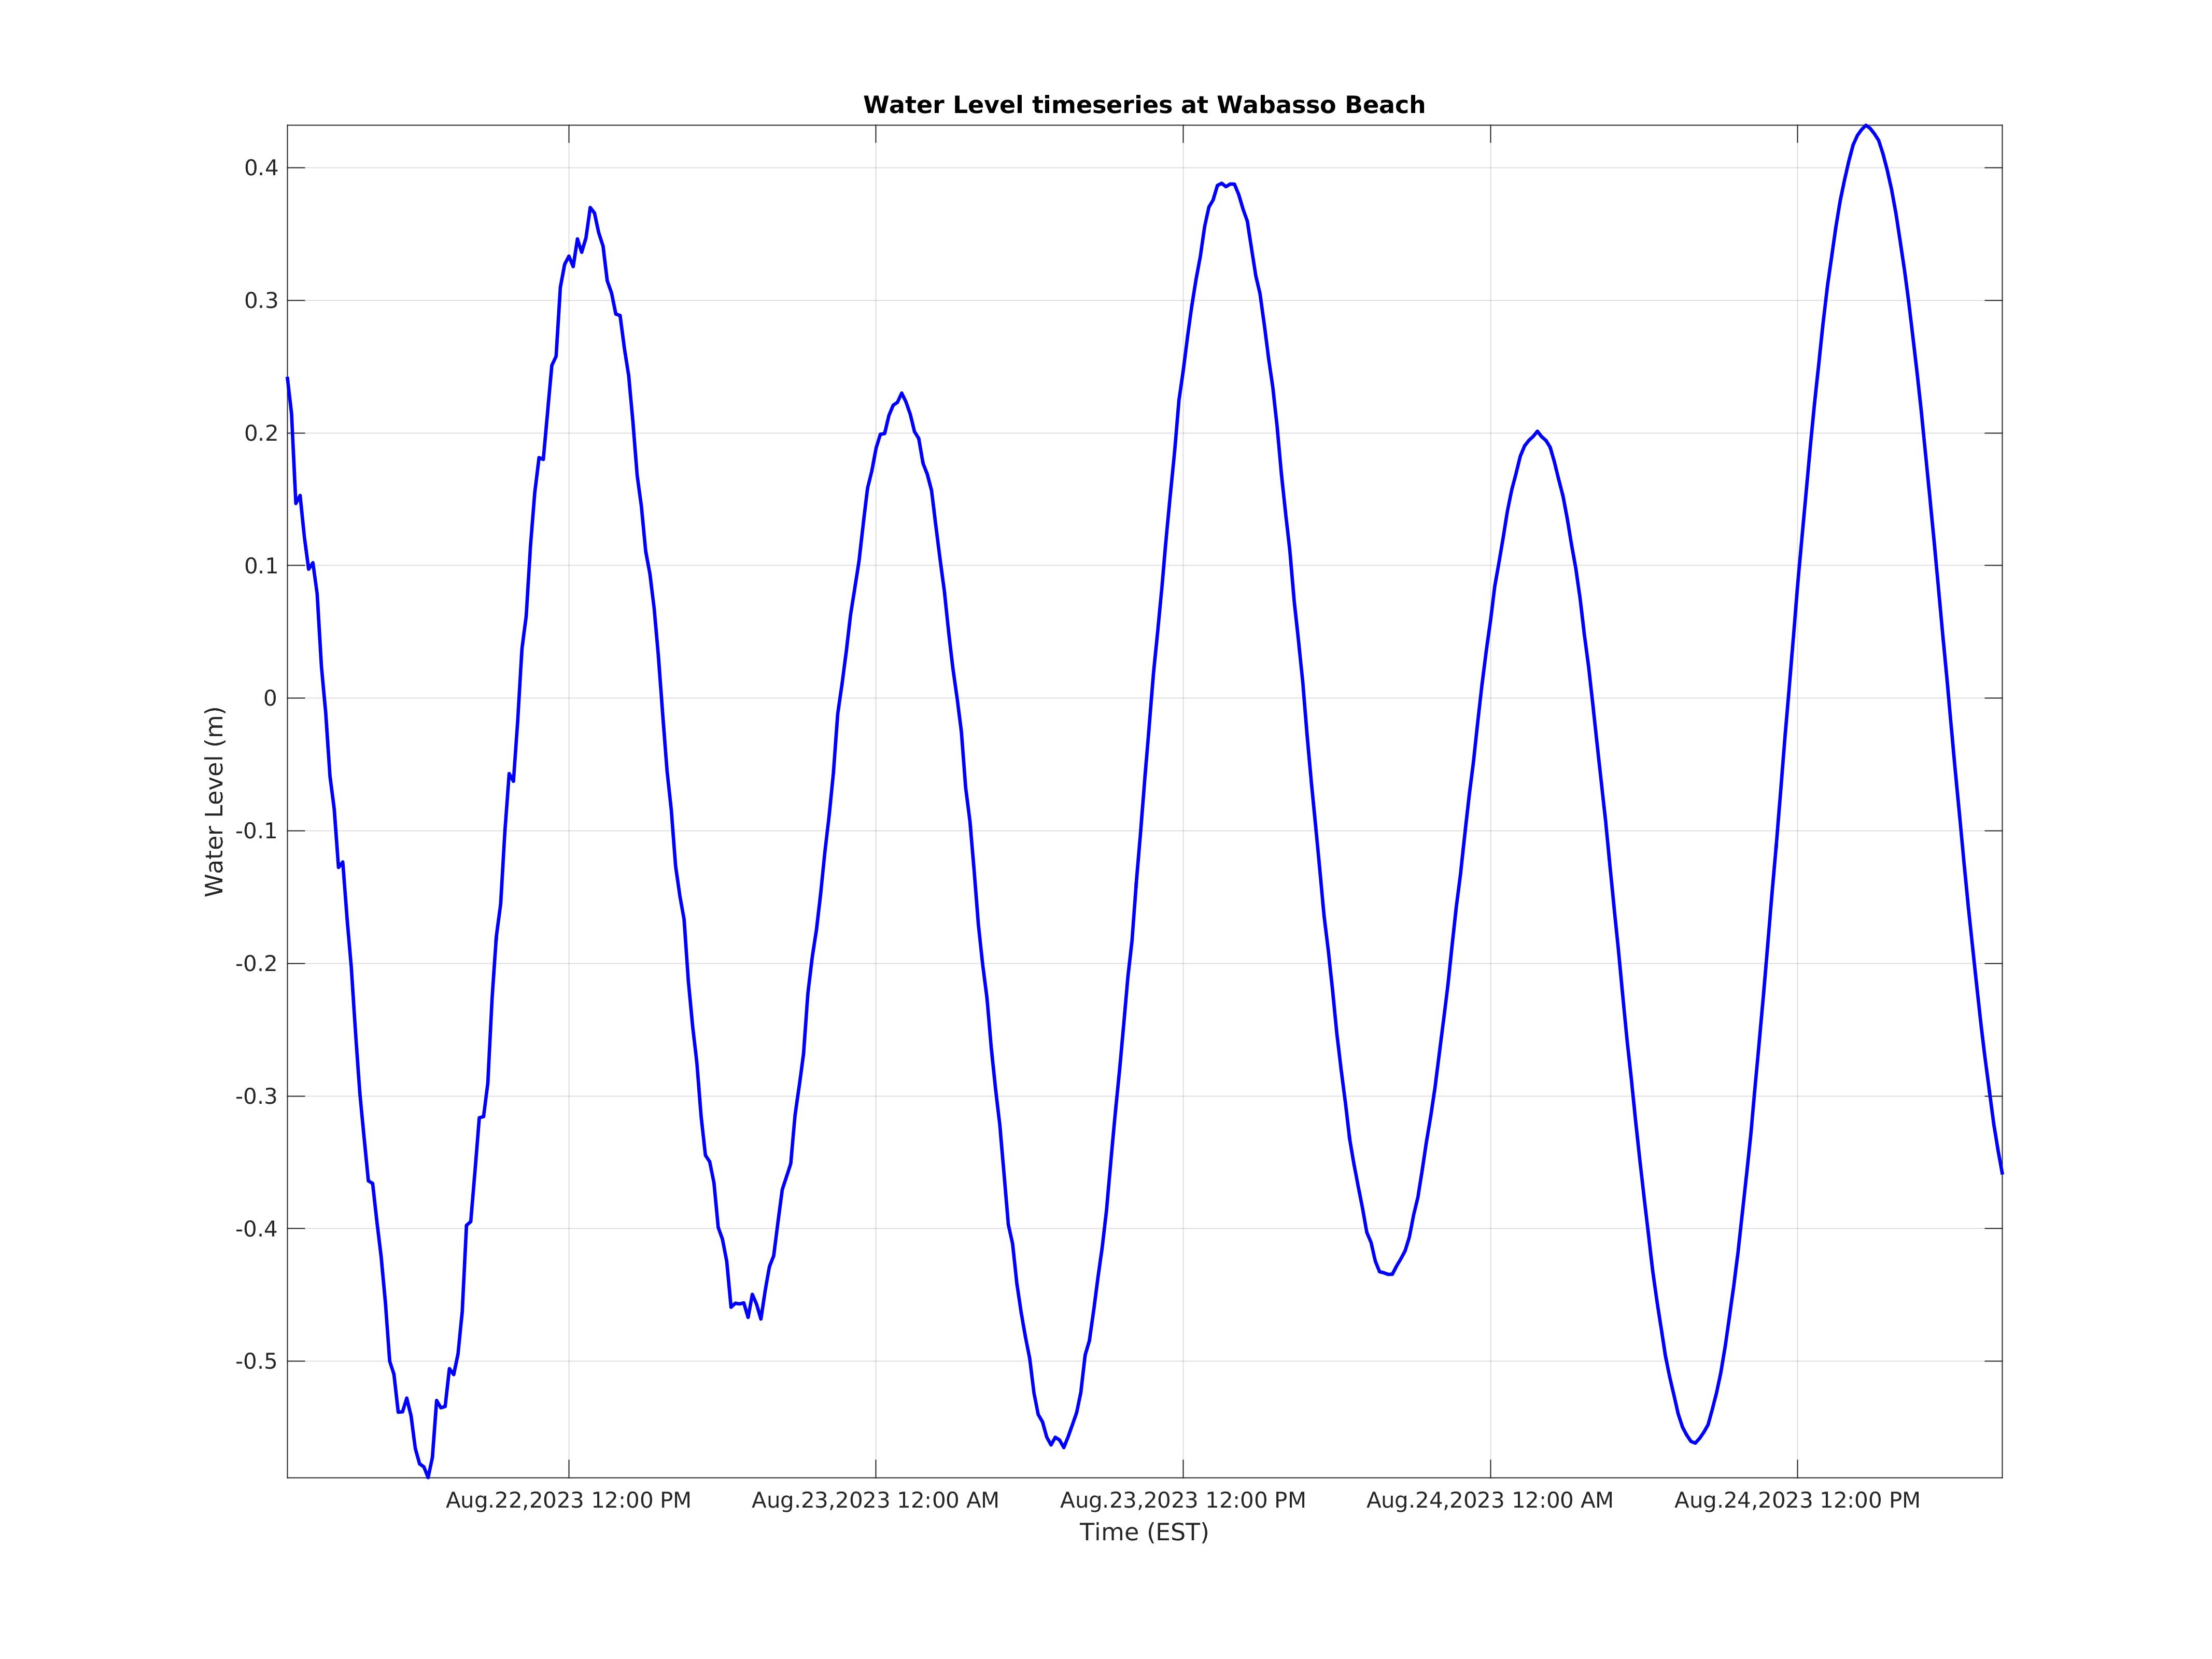 Water Level timeseries at Wabasso Beach
0.4
0.3
0.2
0.1
0
-0.1
-0.2
-0.3
-0.4
-0.5
Water Level (m)
Aug.22,2023 12:00 PM Aug.23,2023 12:00 AM Aug.23,2023 12:00 PM Aug.24,2023 12:00 AM Aug.24,2023 12:00 PM
Time (EST)